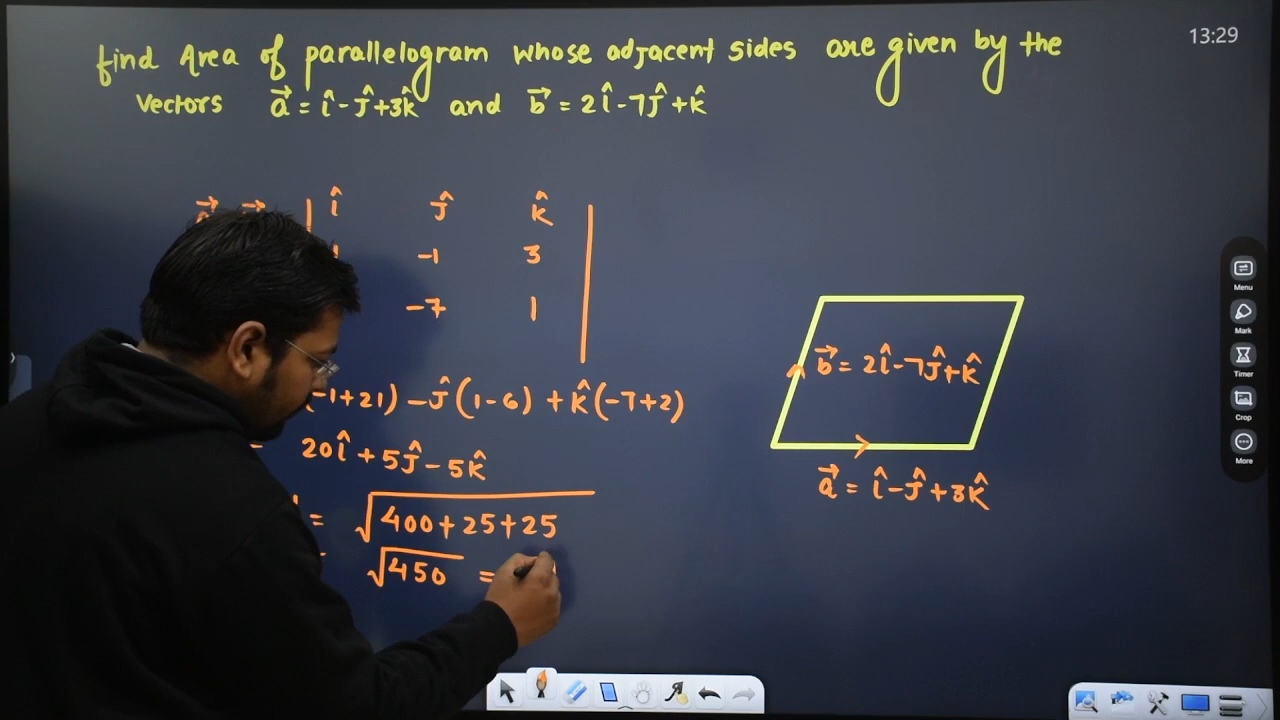 find Area of parallelogram whose adjacent sides are given by the
13:29
vectors a⃗ = î-ĵ+3k̂ and b⃗ = 2î-7ĵ+k̂
î ĵ k̂
-1 3
-7 1
(-1+21) -ĵ(1-6) +k̂(-7+2)
20î+5ĵ-5k̂
= √400+25+25
√450 =
b⃗ = 2î-7ĵ+k̂
a⃗ = î-ĵ+3k̂
Menu
Mark
Timer
Crop
More